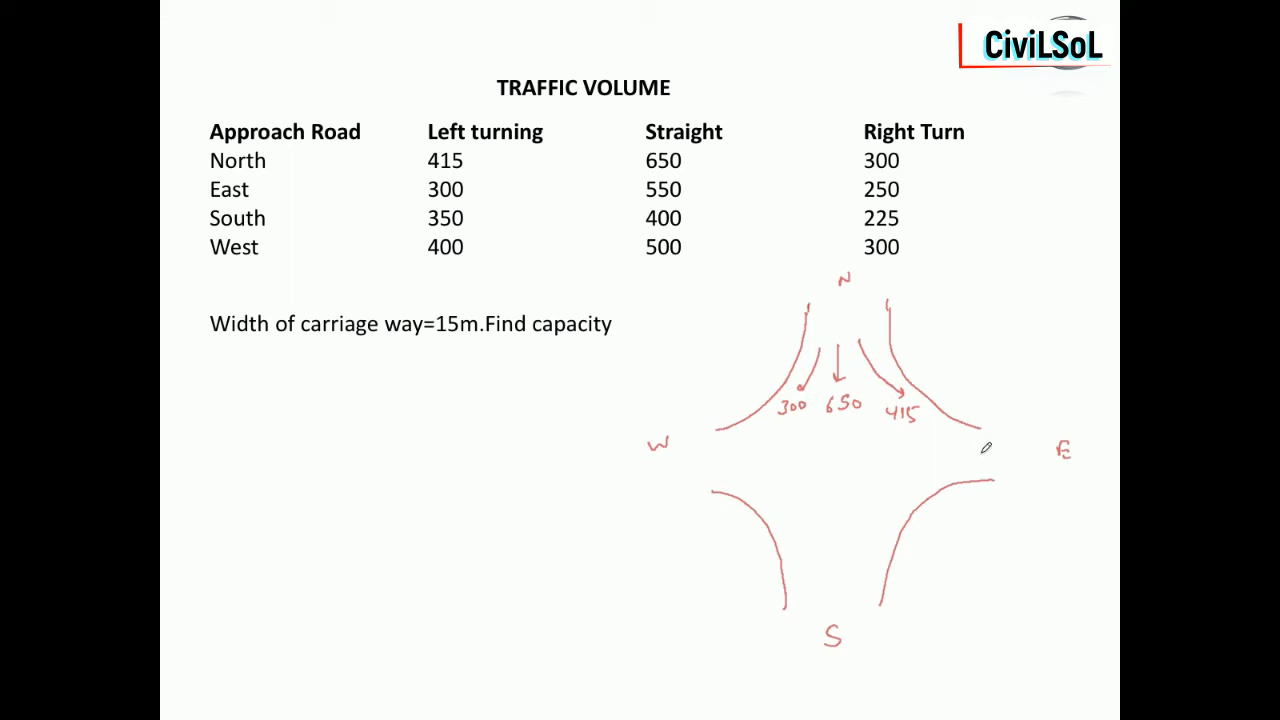 CiviLSoL
TRAFFIC VOLUME
Approach Road Left turning Straight Right Turn
North 415 650 300
East 300 550 250
South 350 400 225
West 400 500 300
Width of carriage way=15m.Find capacity
N
300 650 415
W E
S